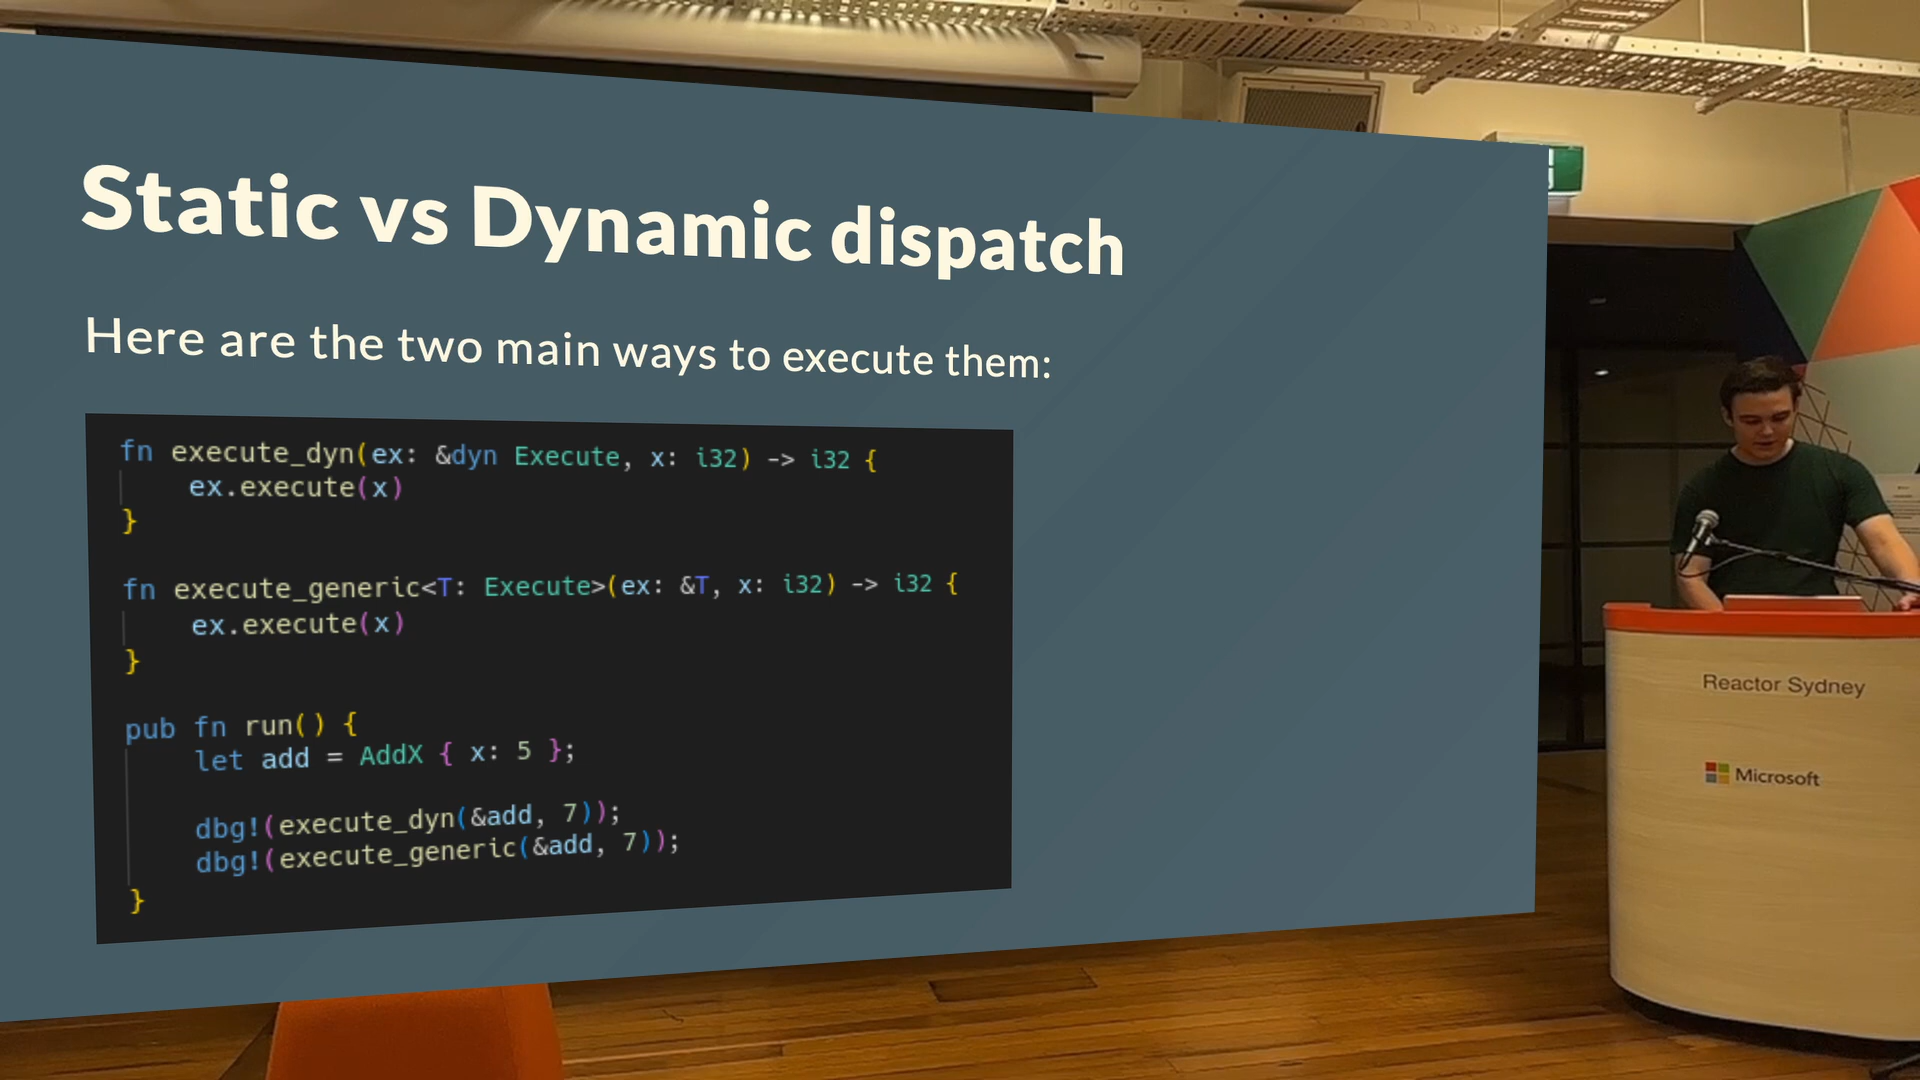 Static vs Dynamic dispatch
Here are the two main ways to execute them:
fn execute_dyn(ex: &dyn Execute, x: i32) -> i32 {
    ex.execute(x)
}
fn execute_generic<T: Execute>(ex: &T, x: i32) -> i32 {
    ex.execute(x)
}
pub fn run() {
    let add = AddX { x: 5 };
    dbg!(execute_dyn(&add, 7));
    dbg!(execute_generic(&add, 7));
}
Reactor Sydney
Microsoft